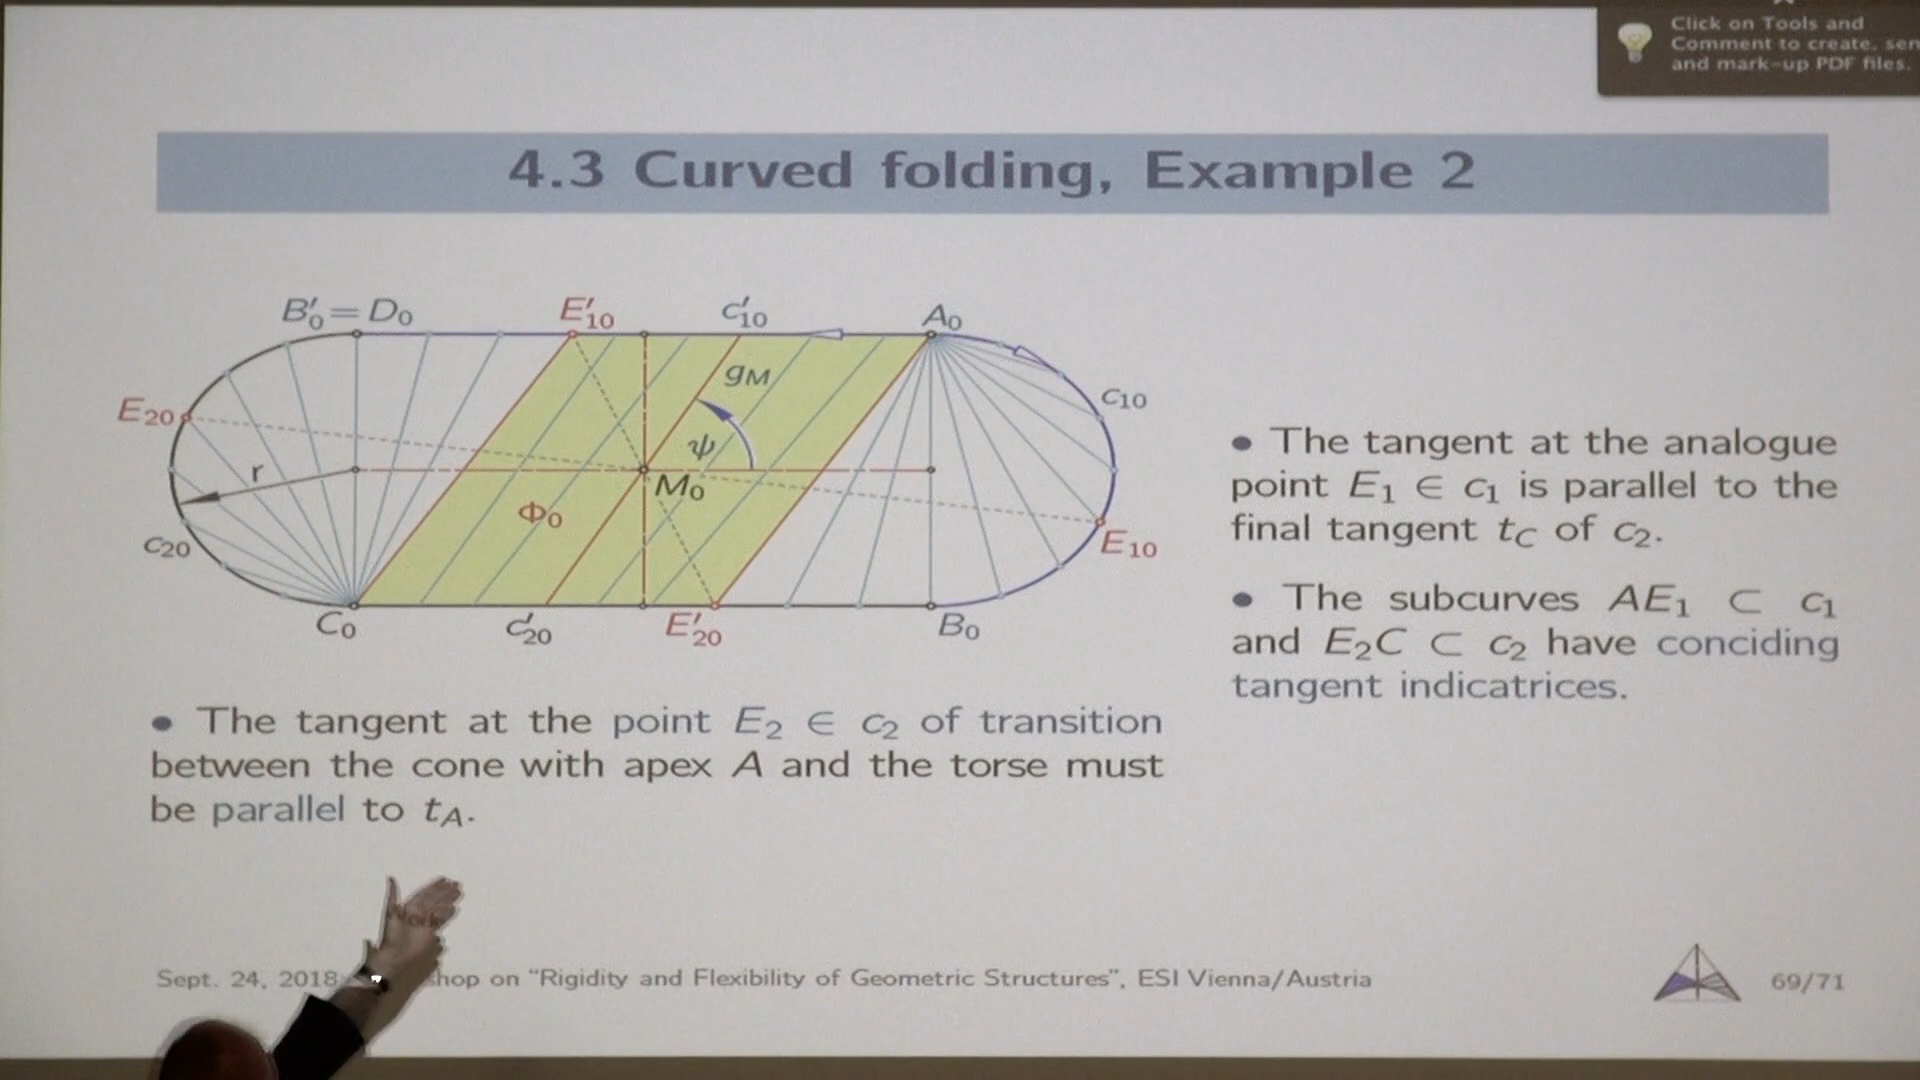 Click on Tools and
Comment to create, sen
and mark-up PDF files.
4.3 Curved folding, Example 2
B′₀ = D₀
E′₁₀
c′₁₀
A₀
g_M
c₁₀
E₂₀
ψ
r
M₀
Φ₀
c₂₀
E₁₀
C₀
c′₂₀
E′₂₀
B₀
• The tangent at the analogue
point E₁ ∈ c₁ is parallel to the
final tangent t_C of c₂.
• The subcurves AE₁ ⊂ c₁
and E₂C ⊂ c₂ have conciding
tangent indicatrices.
• The tangent at the point E₂ ∈ c₂ of transition
between the cone with apex A and the torse must
be parallel to t_A.
Sept. 24, 2018 hop on “Rigidity and Flexibility of Geometric Structures”, ESI Vienna/Austria
69/71